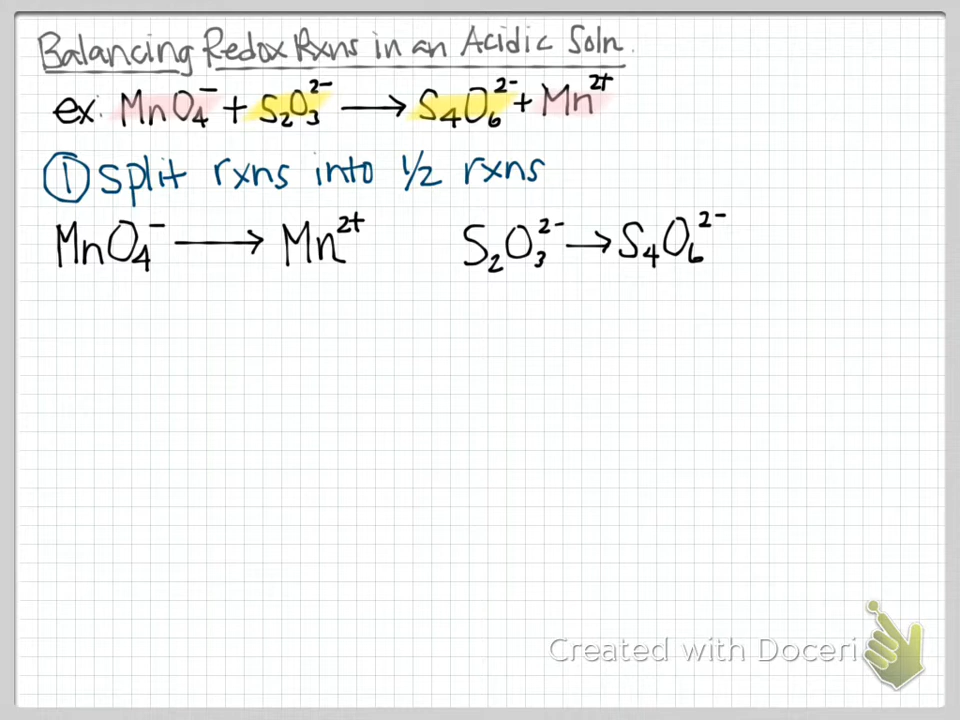 Balancing Redox Rxns in an Acidic Soln.
ex: MnO₄⁻ + S₂O₃²⁻ → S₄O₆²⁻ + Mn²⁺
① split rxns into 1/2 rxns
MnO₄⁻ → Mn²⁺ S₂O₃²⁻ → S₄O₆²⁻
Created with Doceri